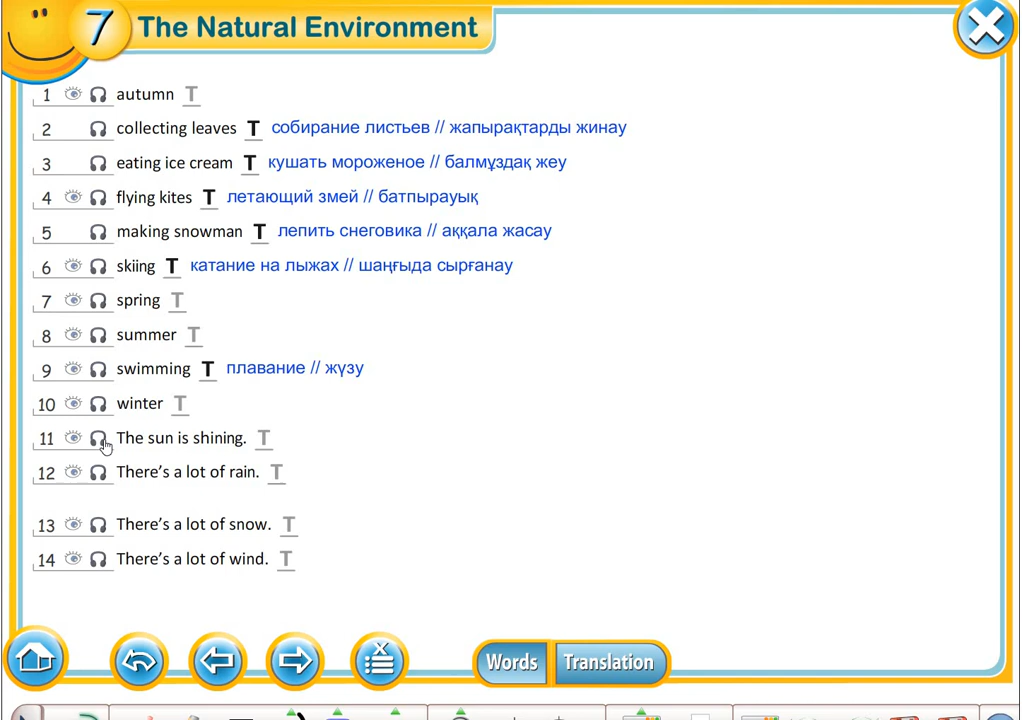 7 The Natural Environment
1 autumn T
2 collecting leaves T собирание листьев // жапырақтарды жинау
3 eating ice cream T кушать мороженое // балмұздақ жеу
4 flying kites T летающий змей // батпырауық
5 making snowman T лепить снеговика // аққала жасау
6 skiing T катание на лыжах // шаңғыда сырғанау
7 spring T
8 summer T
9 swimming T плавание // жүзу
10 winter T
11 The sun is shining. T
12 There’s a lot of rain. T
13 There’s a lot of snow. T
14 There’s a lot of wind. T
Words Translation